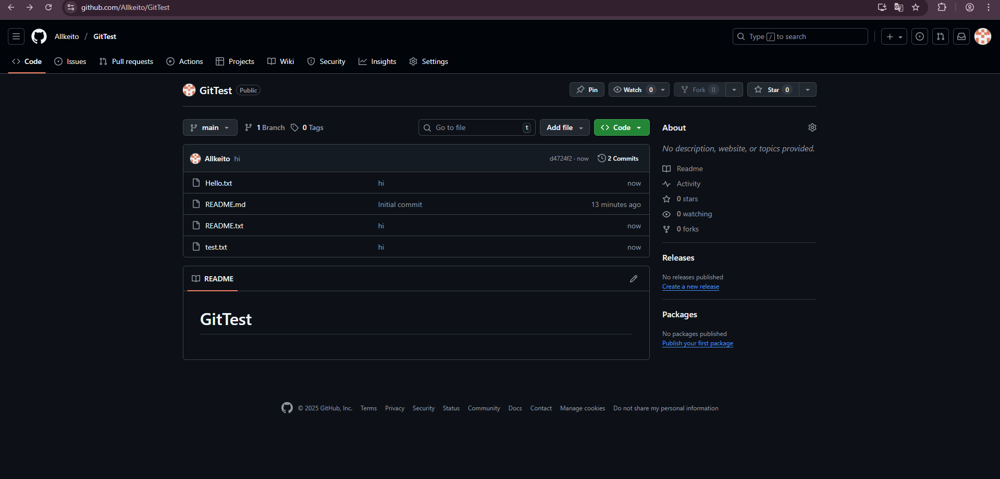 github.com/Allkeito/GitTest
Allkeito / GitTest
Type / to search
Code Issues Pull requests Actions Projects Wiki Security Insights Settings
GitTest Public
Pin Watch 0 Fork 0 Star 0
main 1 Branch 0 Tags
Go to file t
Add file Code
Allkeito hi d4724f2 · now 2 Commits
Hello.txt hi now
README.md Initial commit 13 minutes ago
README.txt hi now
test.txt hi now
README
GitTest
About
No description, website, or topics provided.
Readme
Activity
0 stars
0 watching
0 forks
Releases
No releases published
Create a new release
Packages
No packages published
Publish your first package
© 2025 GitHub, Inc. Terms Privacy Security Status Community Docs Contact Manage cookies Do not share my personal information